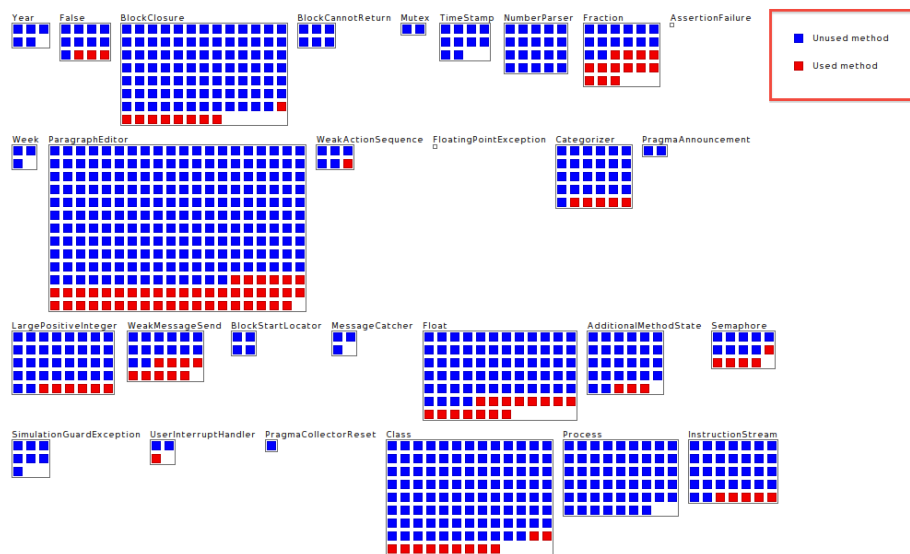 Year False BlockClosure BlockCannotReturn Mutex TimeStamp NumberParser Fraction AssertionFailure
Unused method
Used method
Week ParagraphEditor WeakActionSequence FloatingPointException Categorizer PragmaAnnouncement
LargePositiveInteger WeakMessageSend BlockStartLocator MessageCatcher Float AdditionalMethodState Semaphore
SimulationGuardException UserInterruptHandler PragmaCollectorReset Class Process InstructionStream